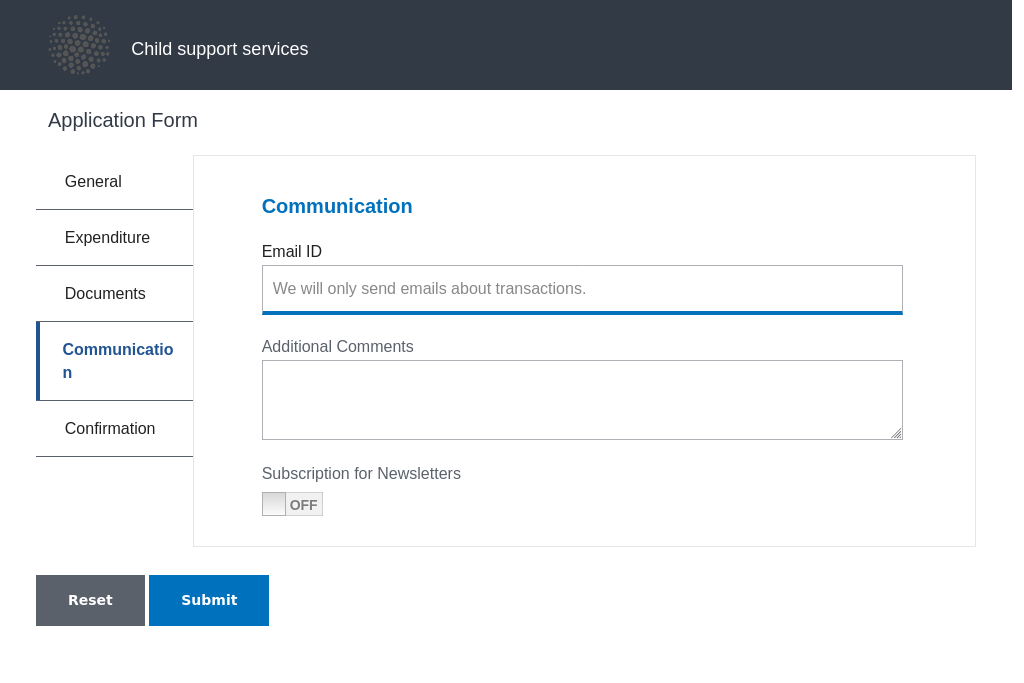 Child support services
Application Form
General
Expenditure
Documents
Communicatio
n
Confirmation
Communication
Email ID
We will only send emails about transactions.
Additional Comments
Subscription for Newsletters
OFF
Reset
Submit